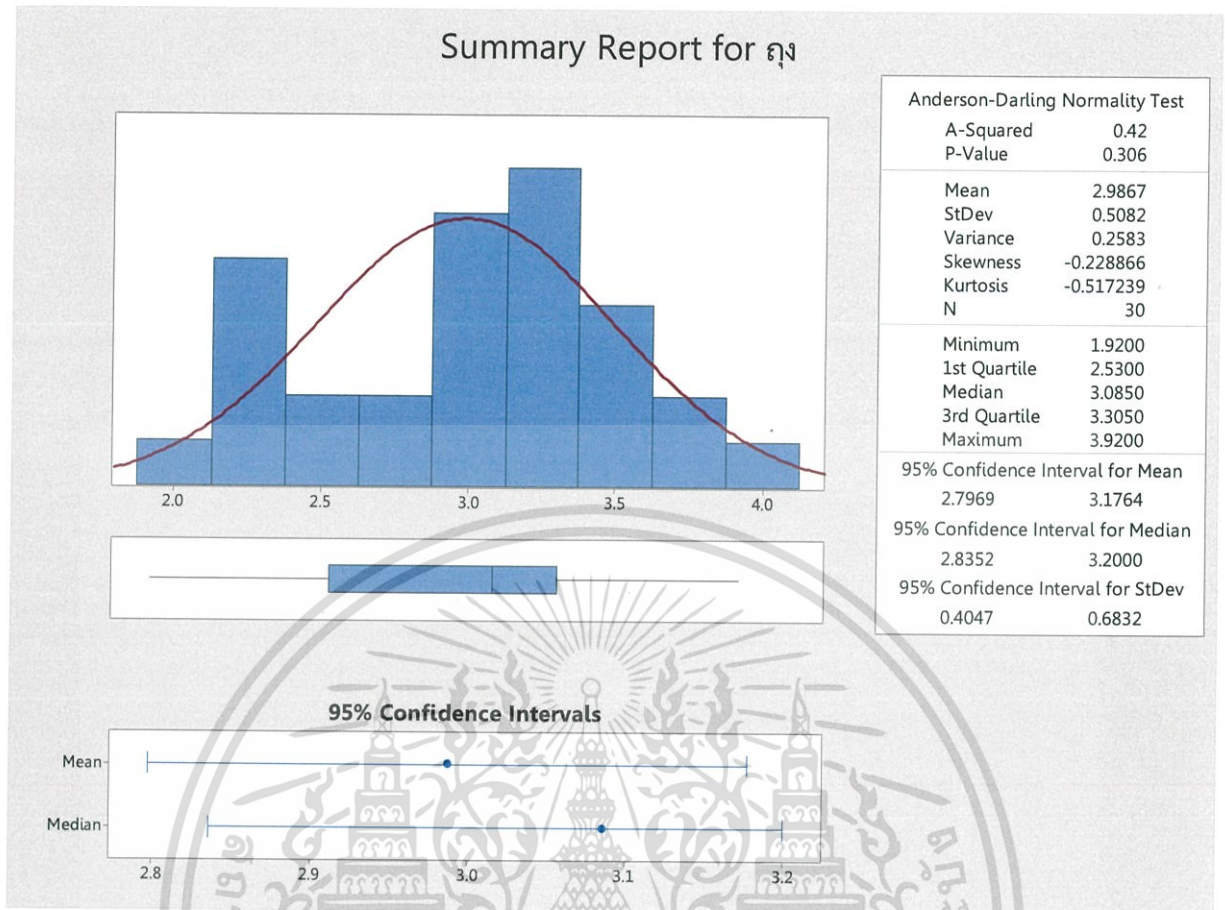 Summary Report for ถุง
2.0 2.5 3.0 3.5 4.0
95% Confidence Intervals
Mean
Median
2.8 2.9 3.0 3.1 3.2
Anderson-Darling Normality Test
A-Squared 0.42
P-Value 0.306
Mean 2.9867
StDev 0.5082
Variance 0.2583
Skewness -0.228866
Kurtosis -0.517239
N 30
Minimum 1.9200
1st Quartile 2.5300
Median 3.0850
3rd Quartile 3.3050
Maximum 3.9200
95% Confidence Interval for Mean
2.7969 3.1764
95% Confidence Interval for Median
2.8352 3.2000
95% Confidence Interval for StDev
0.4047 0.6832